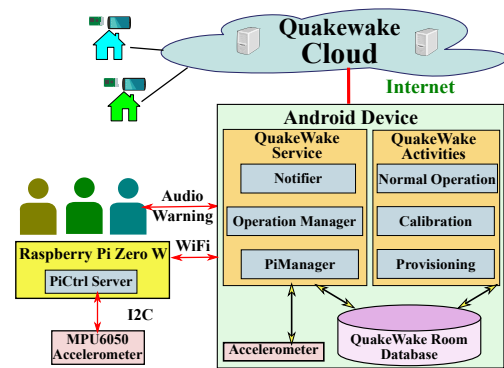 Quakewake
Cloud
Internet
Android Device
QuakeWake
Service
Notifier
Operation Manager
PiManager
QuakeWake
Activities
Normal Operation
Calibration
Provisioning
Audio
Warning
WiFi
Raspberry Pi Zero W
PiCtrl Server
I2C
MPU6050
Accelerometer
Accelerometer
QuakeWake Room
Database